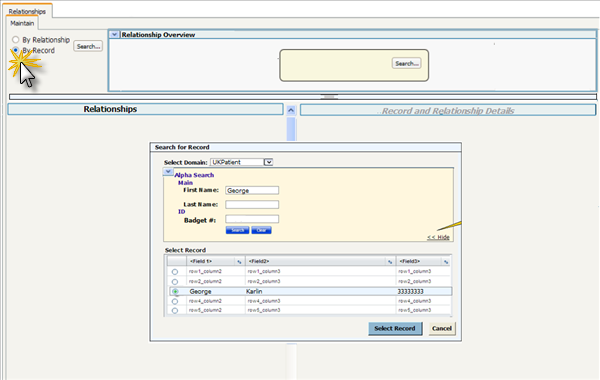 Relationships
Maintain
By Relationship
By Record
Search...
Relationship Overview
Search...
Relationships
Record and Relationship Details
Search for Record
Select Domain: UKPatient
Alpha Search
Main
First Name: George
Last Name:
ID
Badget #:
Search Clear
<< Hide
Select Record
<Field 1> <Field2> <Field3>
row1_column2 row1_column3 row1_column3
row2_column2 row2_column3 row2_column3
George Karlin 33333333
row4_column2 row4_column3 row4_column3
row5_column2 row5_column3 row5_column3
Select Record Cancel